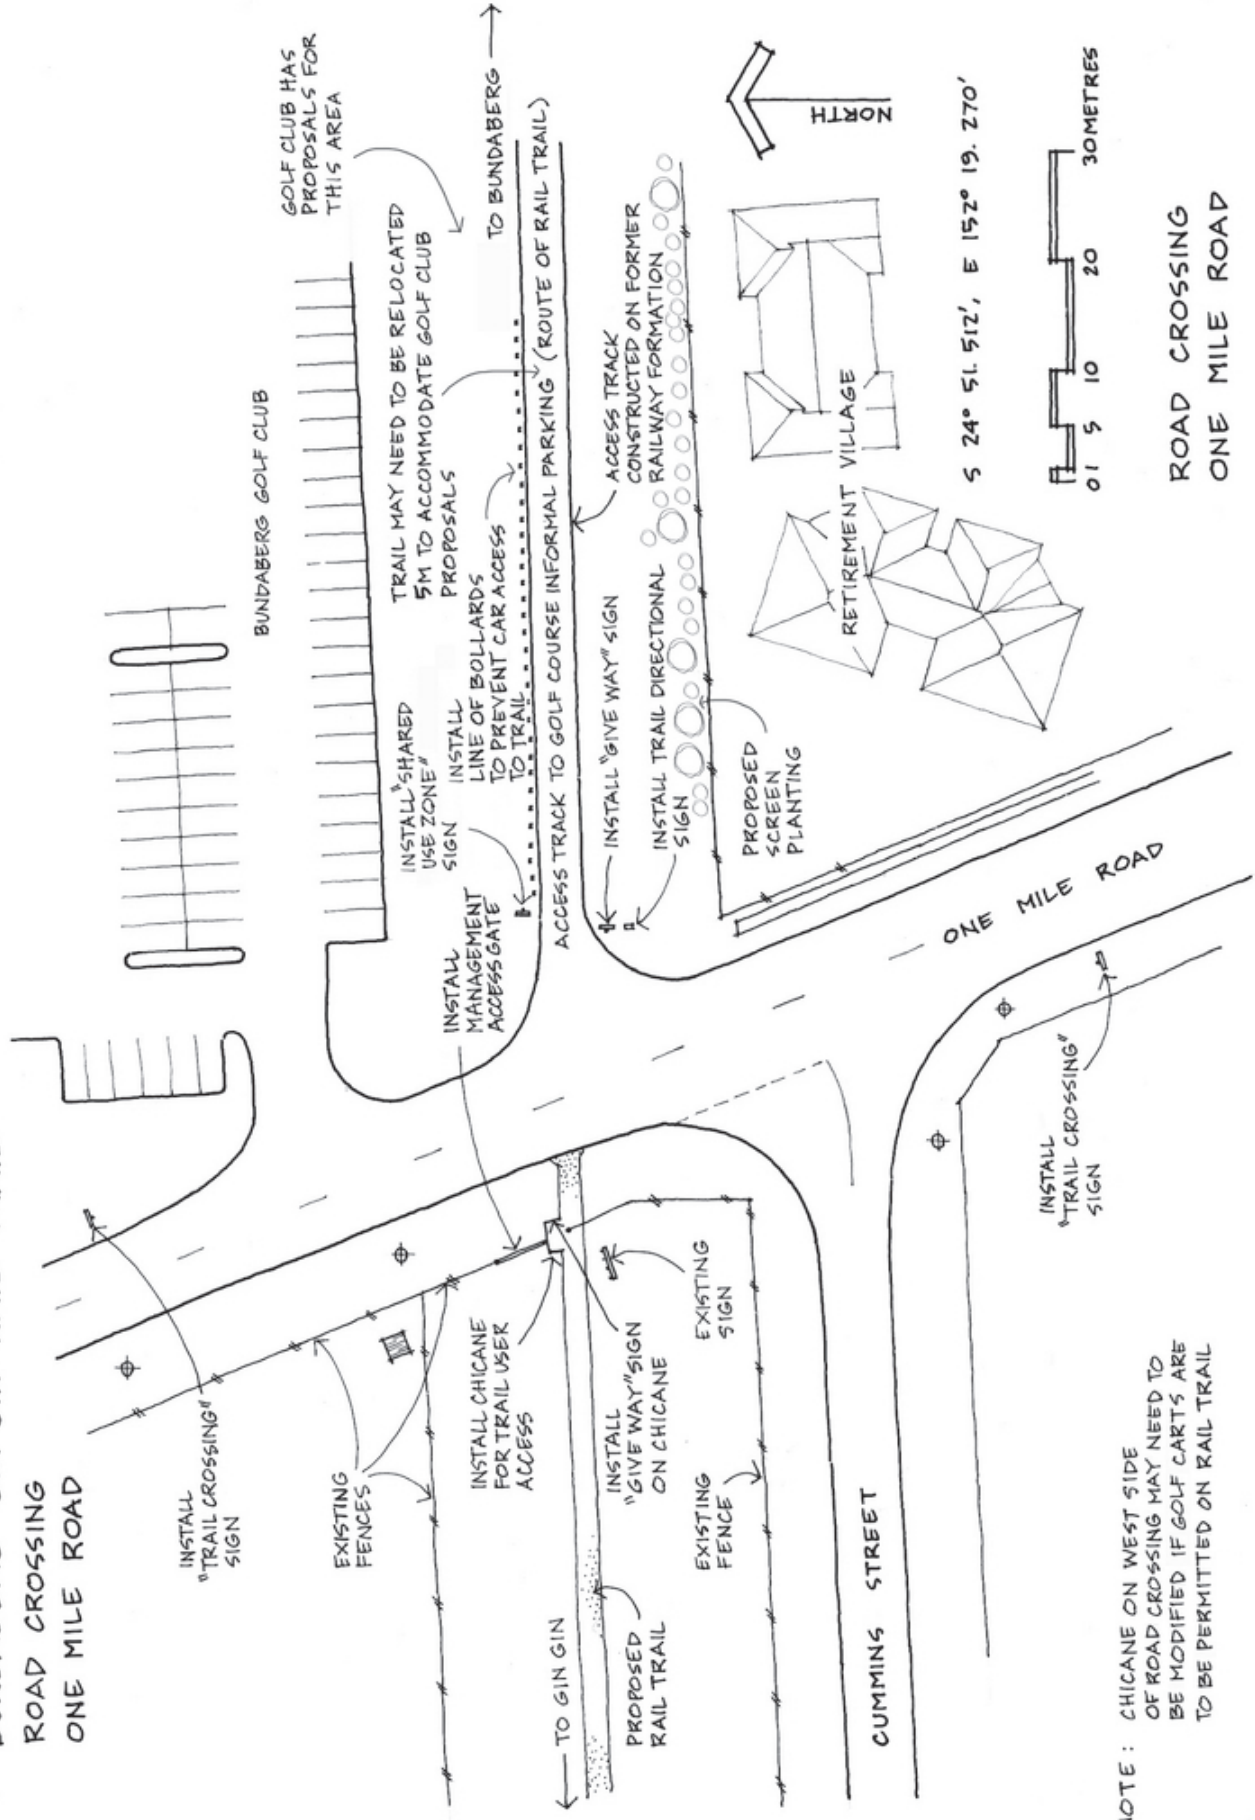 ROAD CROSSING
ONE MILE ROAD
INSTALL
"TRAIL CROSSING"
SIGN
EXISTING
FENCES
BUNDABERG GOLF CLUB
GOLF CLUB HAS
PROPOSALS FOR
THIS AREA
TRAIL MAY NEED TO BE RELOCATED
5M TO ACCOMMODATE GOLF CLUB
PROPOSALS
INSTALL "SHARED
USE ZONE"
SIGN
INSTALL
LINE OF BOLLARDS
TO PREVENT CAR ACCESS
TO TRAIL
INSTALL
MANAGEMENT
ACCESS GATE
TO BUNDABERG
ACCESS TRACK TO GOLF COURSE INFORMAL PARKING (ROUTE OF RAIL TRAIL)
INSTALL CHICANE
FOR TRAIL USER
ACCESS
TO GIN GIN
PROPOSED
RAIL TRAIL
INSTALL
"GIVE WAY" SIGN
ON CHICANE
EXISTING
SIGN
EXISTING
FENCE
INSTALL "GIVE WAY" SIGN
INSTALL TRAIL DIRECTIONAL
SIGN
ACCESS TRACK
CONSTRUCTED ON FORMER
RAILWAY FORMATION
PROPOSED
SCREEN
PLANTING
RETIREMENT VILLAGE
NORTH
ONE MILE ROAD
CUMMINS STREET
INSTALL
"TRAIL CROSSING"
SIGN
S 24° 51. 512', E 152° 19. 270'
0 1 5 10 20 30 METRES
NOTE : CHICANE ON WEST SIDE
OF ROAD CROSSING MAY NEED TO
BE MODIFIED IF GOLF CARTS ARE
TO BE PERMITTED ON RAIL TRAIL
ROAD CROSSING
ONE MILE ROAD